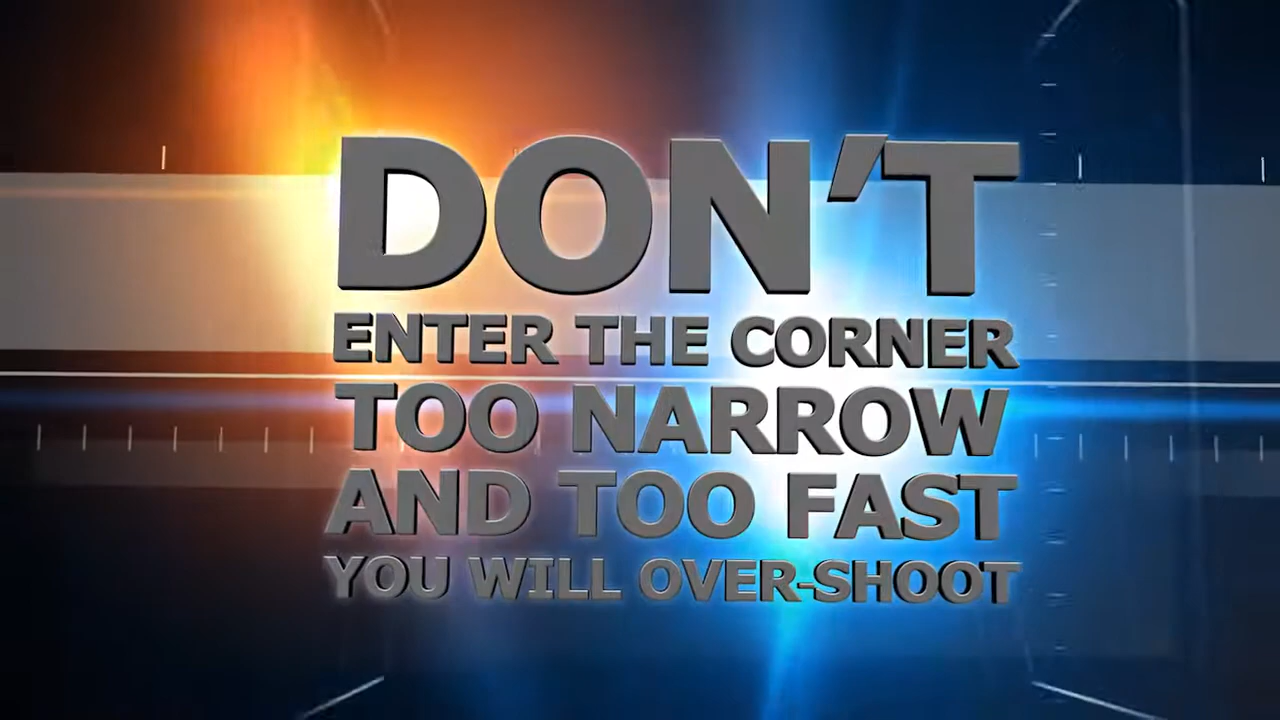 DON'T
ENTER THE CORNER
TOO NARROW
AND TOO FAST
YOU WILL OVER-SHOOT